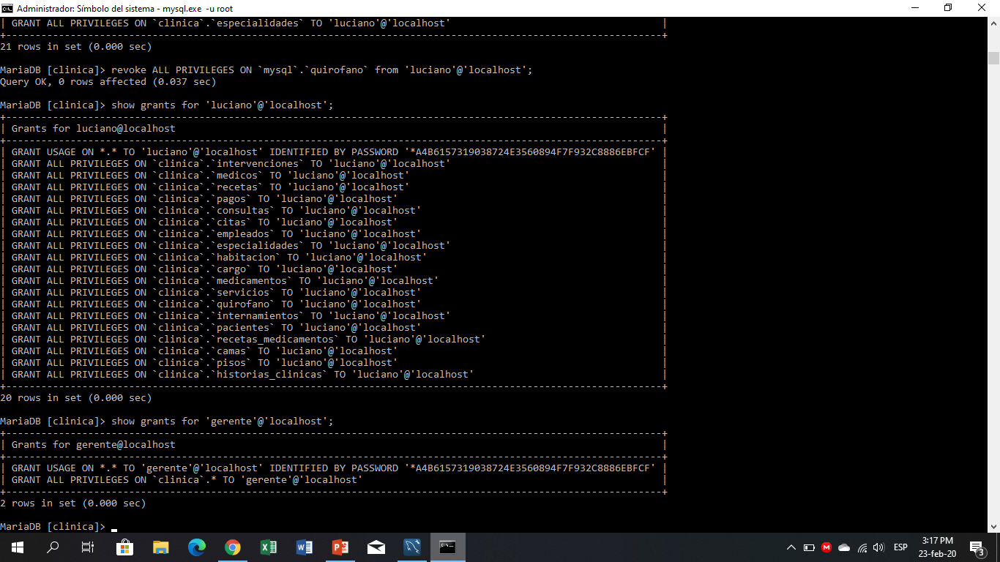 Administrador: Símbolo del sistema - mysql.exe -u root
| GRANT ALL PRIVILEGES ON `clinica`.`especialidades` TO 'luciano'@'localhost' |
21 rows in set (0.000 sec)
MariaDB [clinica]> revoke ALL PRIVILEGES ON `mysql`.`quirofano` from 'luciano'@'localhost';
Query OK, 0 rows affected (0.037 sec)
MariaDB [clinica]> show grants for 'luciano'@'localhost';
| Grants for luciano@localhost |
| GRANT USAGE ON *.* TO 'luciano'@'localhost' IDENTIFIED BY PASSWORD '*A4B6157319038724E3560894F7F932C8886EBFCF' |
| GRANT ALL PRIVILEGES ON `clinica`.`intervenciones` TO 'luciano'@'localhost' |
| GRANT ALL PRIVILEGES ON `clinica`.`medicos` TO 'luciano'@'localhost' |
| GRANT ALL PRIVILEGES ON `clinica`.`recetas` TO 'luciano'@'localhost' |
| GRANT ALL PRIVILEGES ON `clinica`.`pagos` TO 'luciano'@'localhost' |
| GRANT ALL PRIVILEGES ON `clinica`.`consultas` TO 'luciano'@'localhost' |
| GRANT ALL PRIVILEGES ON `clinica`.`citas` TO 'luciano'@'localhost' |
| GRANT ALL PRIVILEGES ON `clinica`.`empleados` TO 'luciano'@'localhost' |
| GRANT ALL PRIVILEGES ON `clinica`.`especialidades` TO 'luciano'@'localhost' |
| GRANT ALL PRIVILEGES ON `clinica`.`habitacion` TO 'luciano'@'localhost' |
| GRANT ALL PRIVILEGES ON `clinica`.`cargo` TO 'luciano'@'localhost' |
| GRANT ALL PRIVILEGES ON `clinica`.`medicamentos` TO 'luciano'@'localhost' |
| GRANT ALL PRIVILEGES ON `clinica`.`servicios` TO 'luciano'@'localhost' |
| GRANT ALL PRIVILEGES ON `clinica`.`quirofano` TO 'luciano'@'localhost' |
| GRANT ALL PRIVILEGES ON `clinica`.`internamientos` TO 'luciano'@'localhost' |
| GRANT ALL PRIVILEGES ON `clinica`.`pacientes` TO 'luciano'@'localhost' |
| GRANT ALL PRIVILEGES ON `clinica`.`recetas_medicamentos` TO 'luciano'@'localhost' |
| GRANT ALL PRIVILEGES ON `clinica`.`camas` TO 'luciano'@'localhost' |
| GRANT ALL PRIVILEGES ON `clinica`.`pisos` TO 'luciano'@'localhost' |
| GRANT ALL PRIVILEGES ON `clinica`.`historias_clinicas` TO 'luciano'@'localhost' |
20 rows in set (0.000 sec)
MariaDB [clinica]> show grants for 'gerente'@'localhost';
| Grants for gerente@localhost |
| GRANT USAGE ON *.* TO 'gerente'@'localhost' IDENTIFIED BY PASSWORD '*A4B6157319038724E3560894F7F932C8886EBFCF' |
| GRANT ALL PRIVILEGES ON `clinica`.* TO 'gerente'@'localhost' |
2 rows in set (0.000 sec)
MariaDB [clinica]>
ESP
3:17 PM
23-feb-20
3